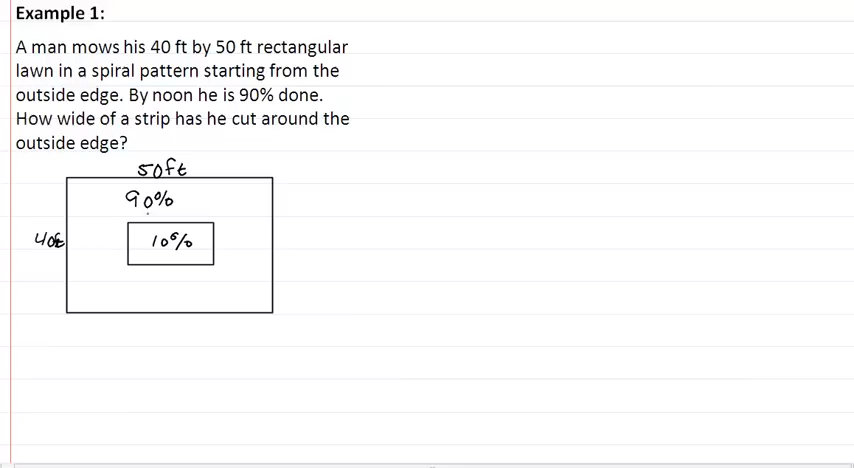 Example 1:
A man mows his 40 ft by 50 ft rectangular
lawn in a spiral pattern starting from the
outside edge. By noon he is 90% done.
How wide of a strip has he cut around the
outside edge?
50ft
90%
40ft
10%